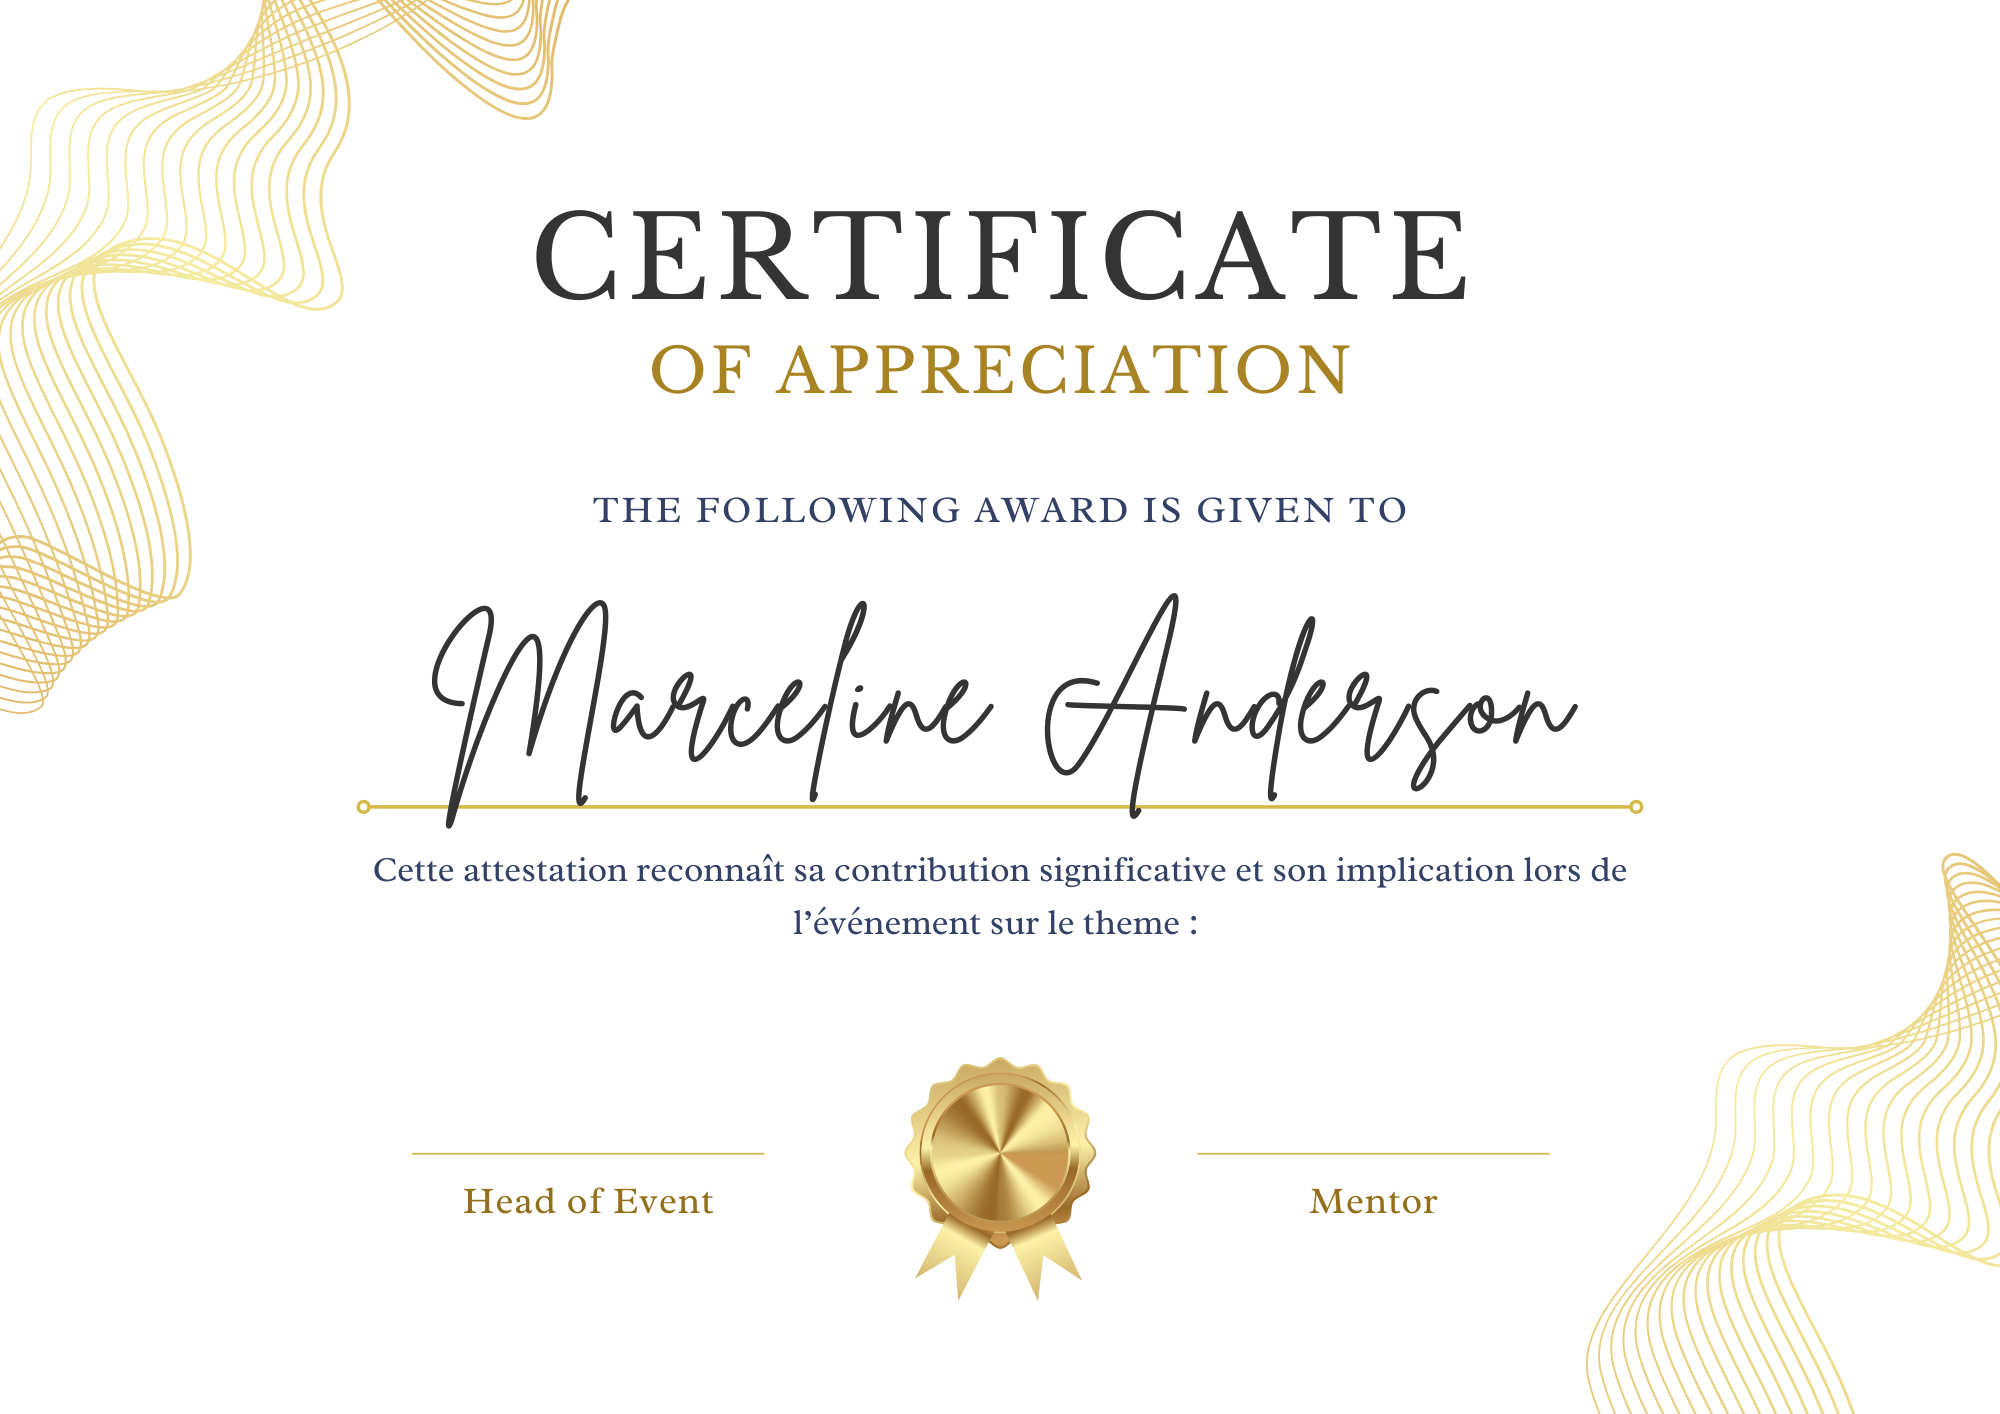 CERTIFICATE
OF APPRECIATION
THE FOLLOWING AWARD IS GIVEN TO
Marceline Anderson
Cette attestation reconnaît sa contribution significative et son implication lors de
l’événement sur le theme :
Head of Event
Mentor